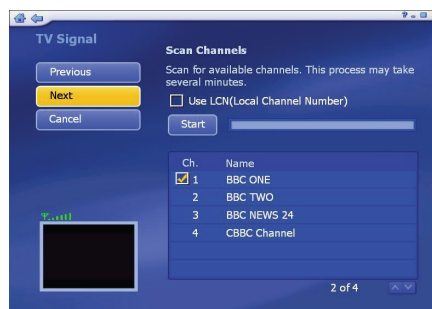 TV Signal
Scan Channels
Previous
Next
Cancel
Scan for available channels. This process may take
several minutes.
Use LCN(Local Channel Number)
Start
Ch. Name
1 BBC ONE
2 BBC TWO
3 BBC NEWS 24
4 CBBC Channel
2 of 4